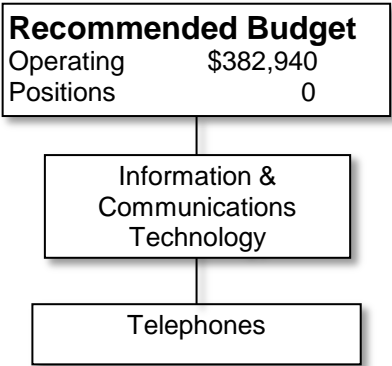 Recommended Budget
Operating $382,940
Positions 0
Information &
Communications
Technology
Telephones